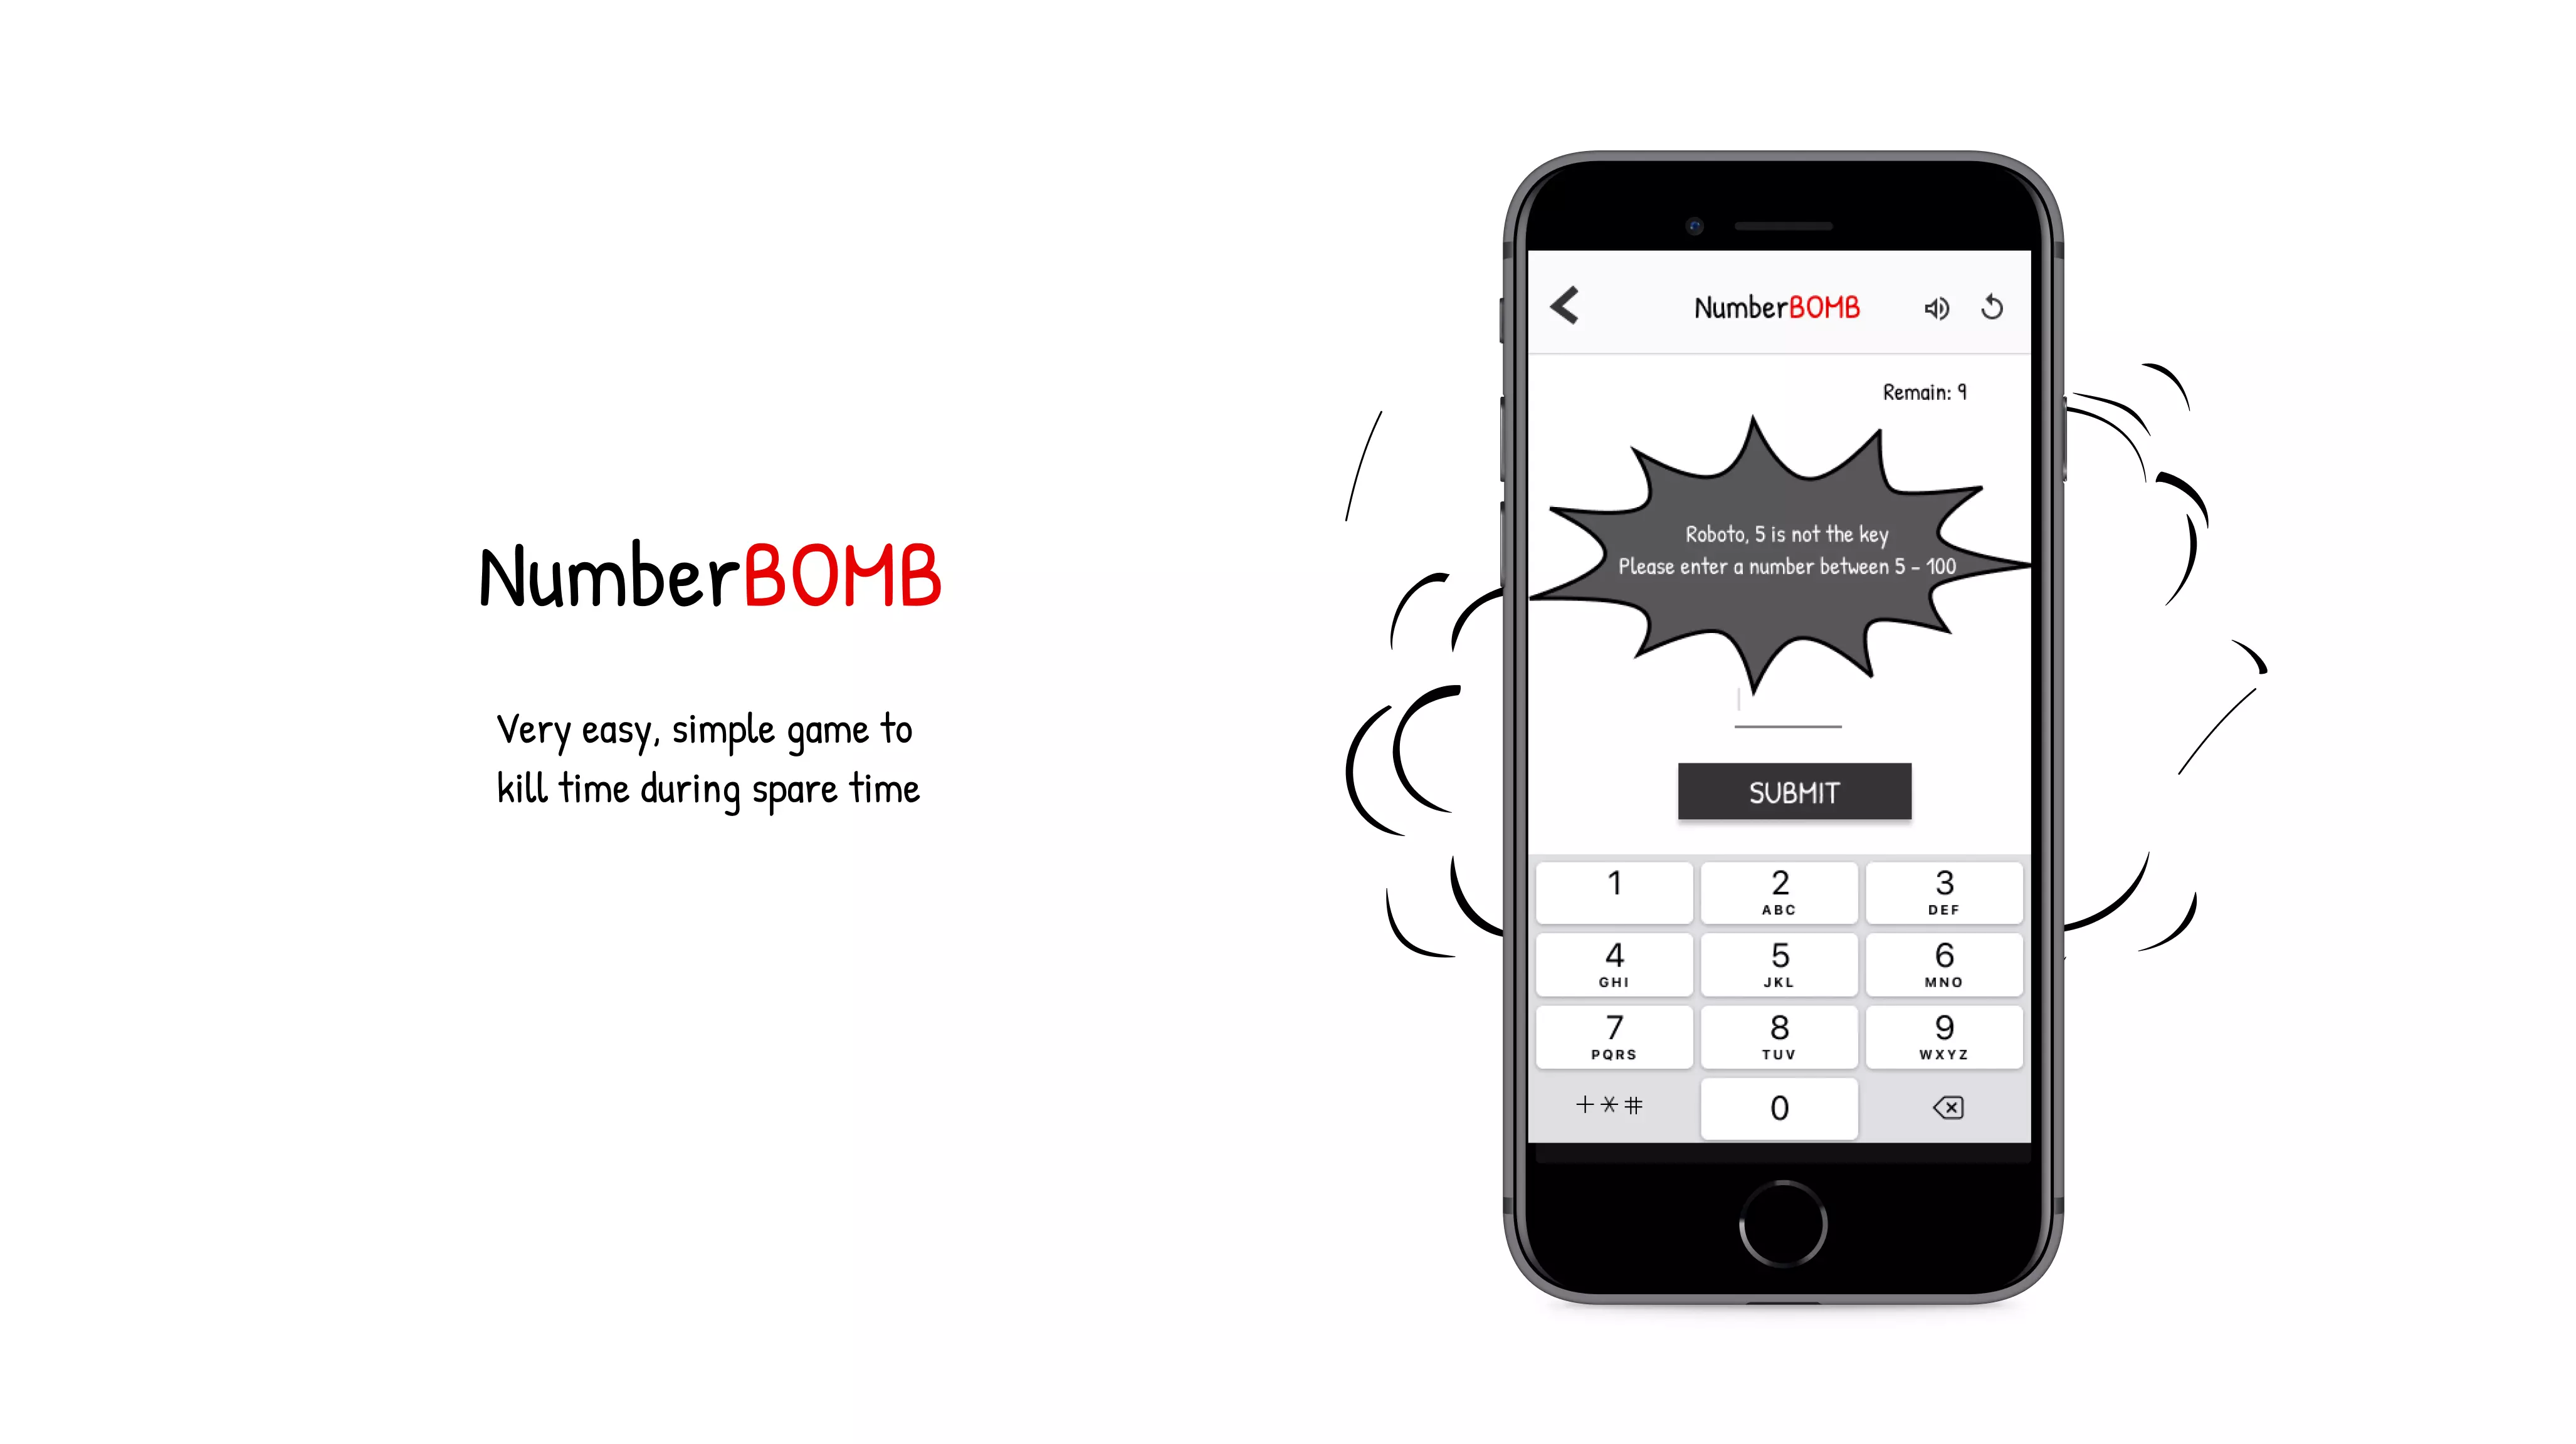 NumberBOMB
Very easy, simple game to
kill time during spare time
NumberBOMB
Remain: 9
Roboto, 5 is not the key
Please enter a number between 5 - 100
SUBMIT
1
2
ABC
3
DEF
4
GHI
5
JKL
6
MNO
7
PQRS
8
TUV
9
WXYZ
+*#
0